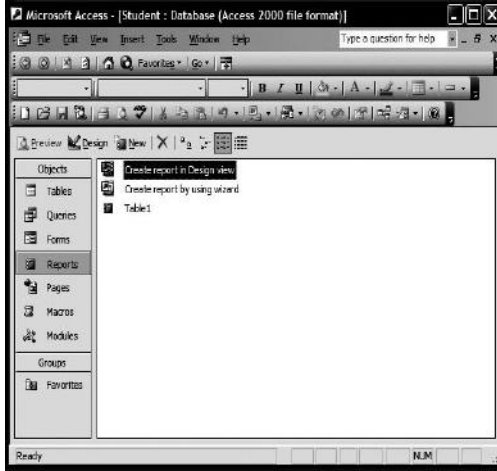 Microsoft Access - [Student : Database (Access 2000 file format)]
File Edit View Insert Tools Window Help Type a question for help
Favorites Go
B I U A
Preview Design New
Objects
Tables
Queries
Forms
Reports
Pages
Macros
Modules
Groups
Favorites
Create report in Design view
Create report by using wizard
Table1
Ready NUM